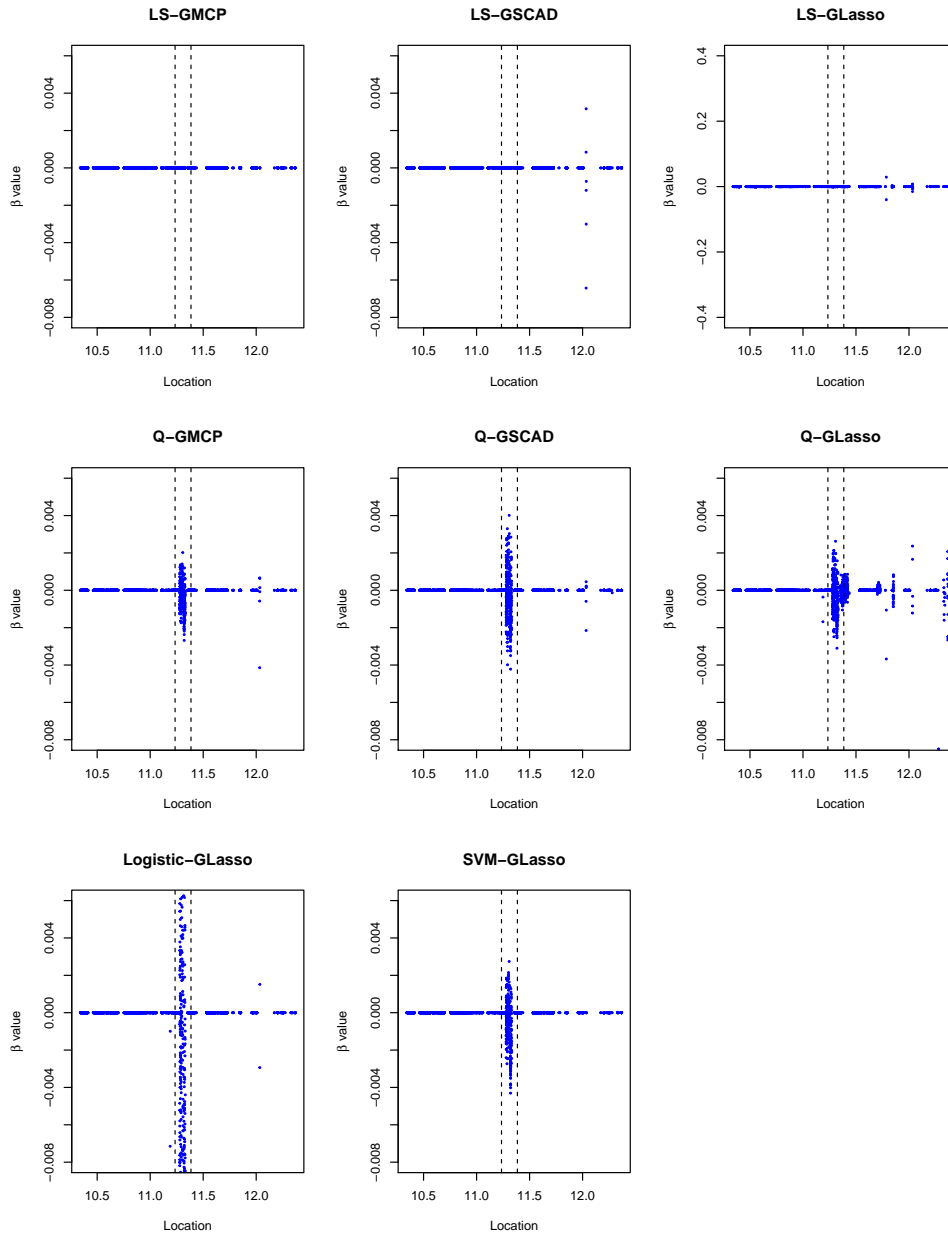 LS−GMCP
β value
0.004
0.000
−0.004
−0.008
10.5 11.0 11.5 12.0
Location
LS−GSCAD
β value
0.004
0.000
−0.004
−0.008
10.5 11.0 11.5 12.0
Location
LS−GLasso
β value
0.4
0.2
0.0
−0.2
−0.4
10.5 11.0 11.5 12.0
Location
Q−GMCP
β value
0.004
0.000
−0.004
−0.008
10.5 11.0 11.5 12.0
Location
Q−GSCAD
β value
0.004
0.000
−0.004
−0.008
10.5 11.0 11.5 12.0
Location
Q−GLasso
β value
0.004
0.000
−0.004
−0.008
10.5 11.0 11.5 12.0
Location
Logistic−GLasso
β value
0.004
0.000
−0.004
−0.008
10.5 11.0 11.5 12.0
Location
SVM−GLasso
β value
0.004
0.000
−0.004
−0.008
10.5 11.0 11.5 12.0
Location